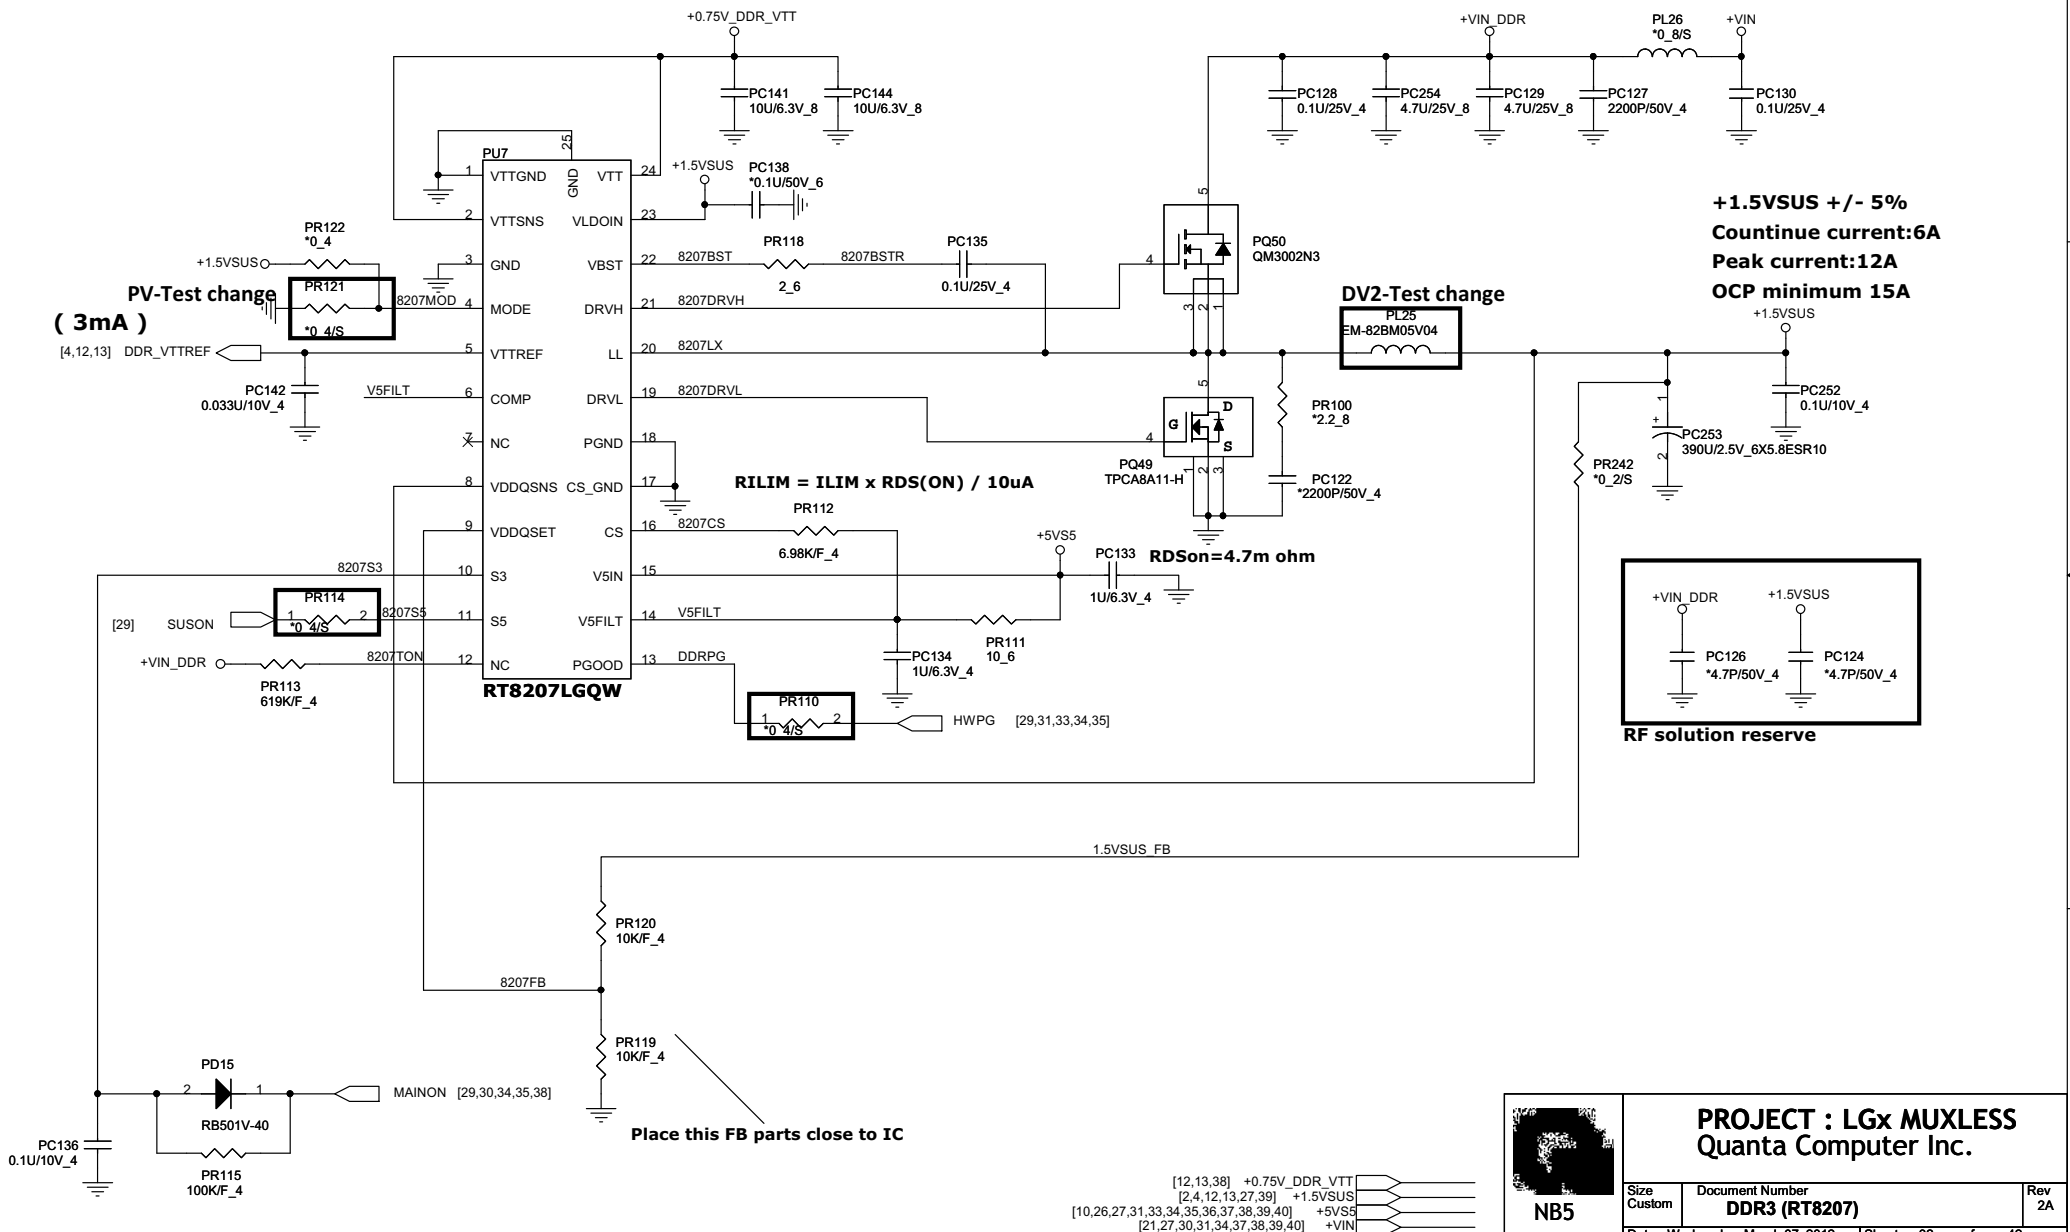 +0.75V_DDR_VTT
+VIN_DDR
PL26
*0_8/S
+VIN
PC141
10U/6.3V_8
PC144
10U/6.3V_8
PC128
0.1U/25V_4
PC254
4.7U/25V_8
PC129
4.7U/25V_8
PC127
2200P/50V_4
PC130
0.1U/25V_4
PU7
25
GND
1
VTTGND
VTT
24
+1.5VSUS
PC138
*0.1U/50V_6
2
VTTSNS
VLDOIN
23
PR122
*0_4
+1.5VSUS
3
GND
VBST
22
8207BST
PR118
2_6
8207BSTR
PC135
0.1U/25V_4
PV-Test change
PR121
*0_4/S
8207MOD
4
MODE
DRVH
21
8207DRVH
4
5
PQ50
QM3002N3
3
2
1
( 3mA )
[4,12,13] DDR_VTTREF
5
VTTREF
LL
20
8207LX
PC142
0.033U/10V_4
V5FILT
6
COMP
DRVL
19
8207DRVL
7
NC
PGND
18
4
5
D
G
S
PQ49
TPCA8A11-H
1
2
3
PR100
*2.2_8
PC122
*2200P/50V_4
RDSon=4.7m ohm
DV2-Test change
PL25
EM-82BM05V04
+1.5VSUS +/- 5%
Countinue current:6A
Peak current:12A
OCP minimum 15A
+1.5VSUS
PC252
0.1U/10V_4
1
+
PC253
2
390U/2.5V_6X5.8ESR10
PR242
*0_2/S
8
VDDQSNS
CS_GND
17
RILIM = ILIM x RDS(ON) / 10uA
9
VDDQSET
CS
16
8207CS
PR112
6.98K/F_4
8207S3
10
S3
V5IN
15
+5VS5
PC133
1U/6.3V_4
[29]
SUSON
PR114
1
2
*0_4/S
8207S5
11
S5
V5FILT
14
V5FILT
PR111
10_6
+VIN_DDR
PR113
619K/F_4
8207TON
12
NC
PGOOD
13
DDRPG
PC134
1U/6.3V_4
RT8207LGQW
PR110
1
2
*0_4/S
HWPG [29,31,33,34,35]
+VIN_DDR
+1.5VSUS
PC126
*4.7P/50V_4
PC124
*4.7P/50V_4
RF solution reserve
1.5VSUS_FB
PR120
10K/F_4
8207FB
PR119
10K/F_4
Place this FB parts close to IC
PD15
2
1
RB501V-40
MAINON [29,30,34,35,38]
PC136
0.1U/10V_4
PR115
100K/F_4
[12,13,38] +0.75V_DDR_VTT
[2,4,12,13,27,39] +1.5VSUS
[10,26,27,31,33,34,35,36,37,38,39,40] +5VS5
[21,27,30,31,34,37,38,39,40] +VIN
NB5
PROJECT : LGx MUXLESS
Quanta Computer Inc.
Size
Custom
Document Number
DDR3 (RT8207)
Rev
2A